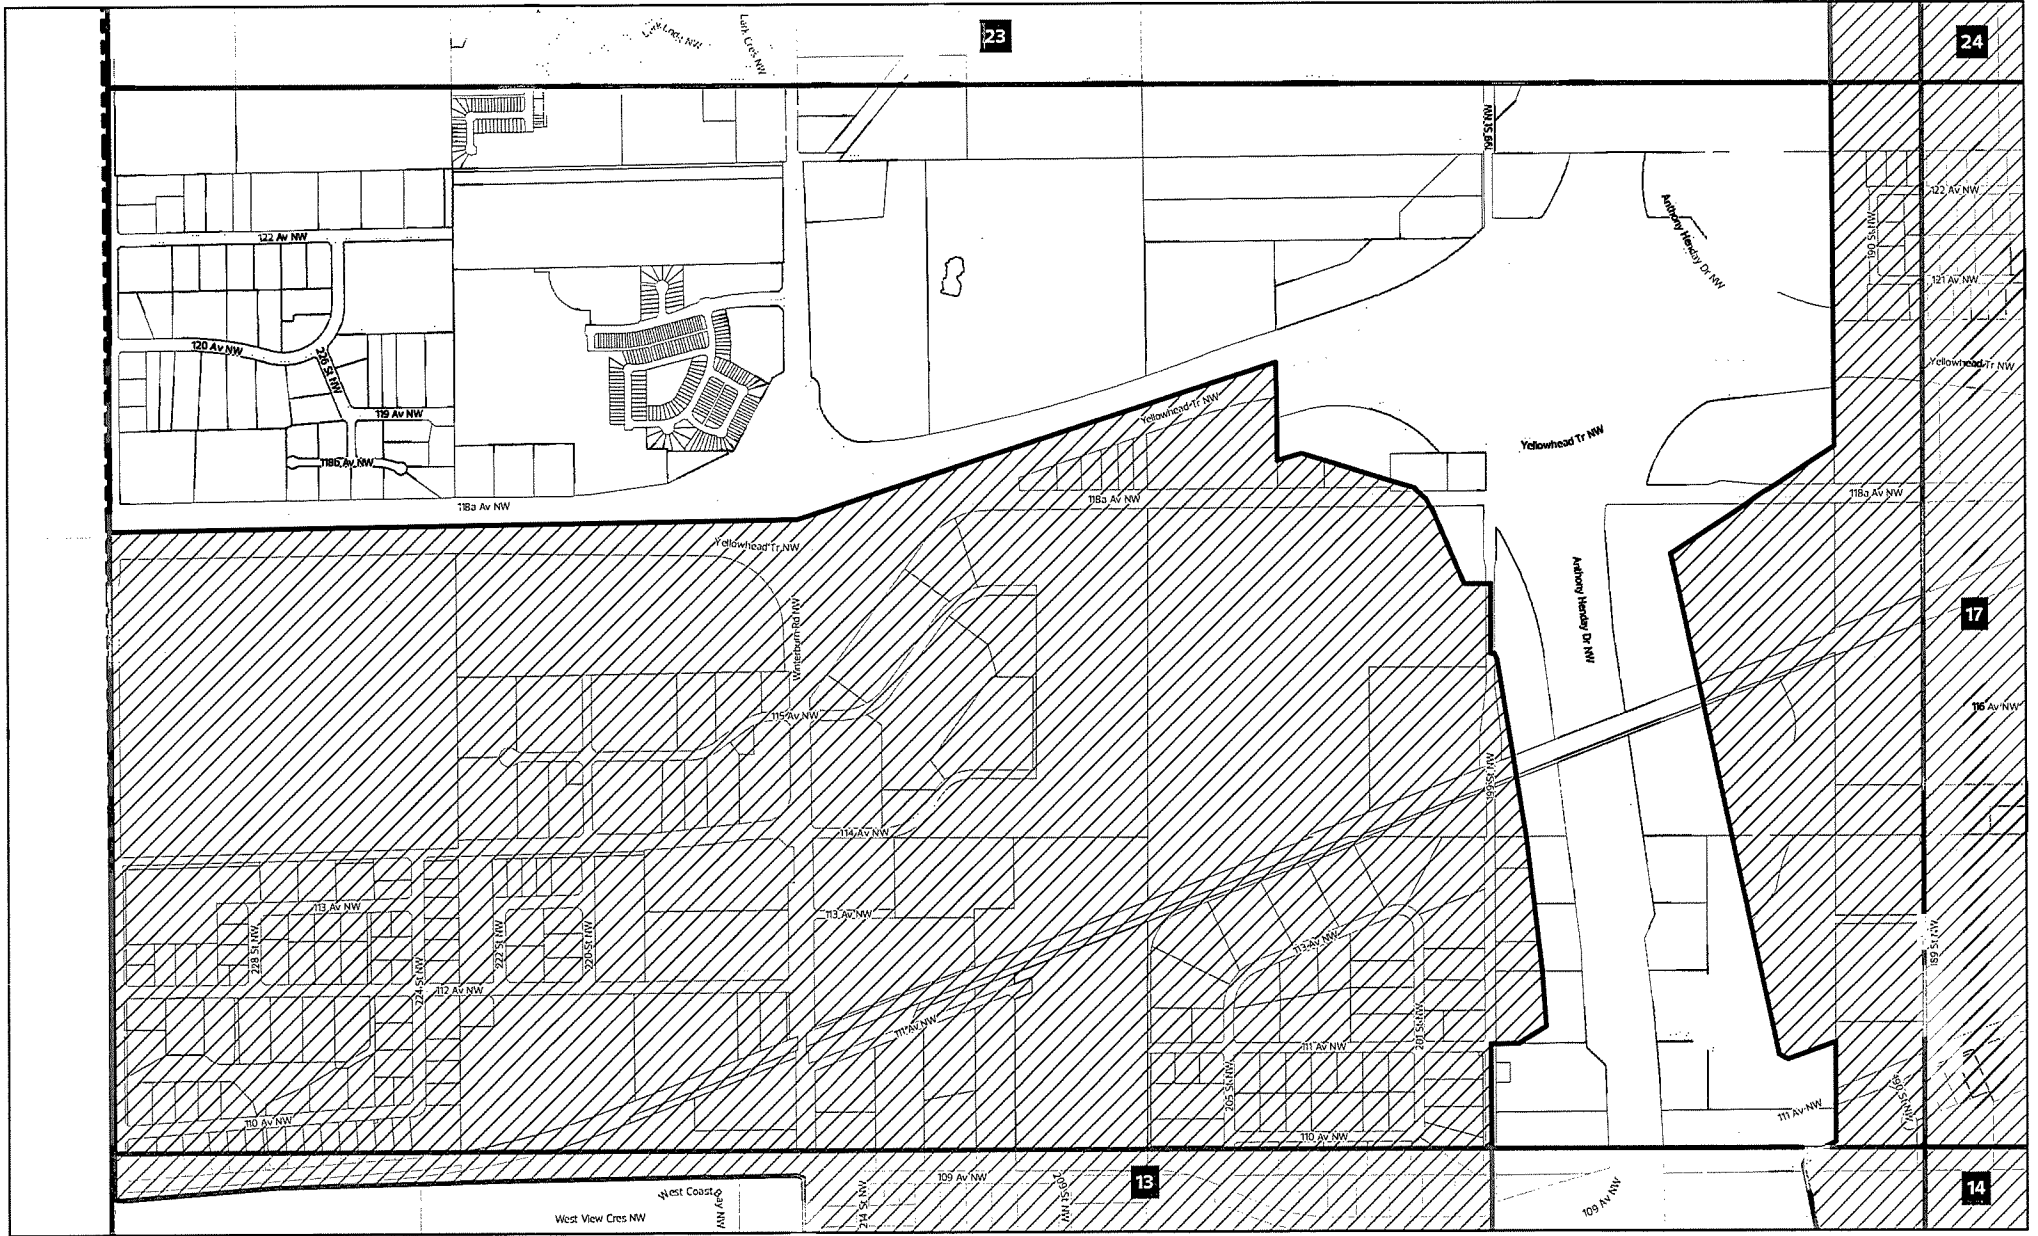 Lark Cres NW
23
24
199 St NW
122 Av NW
190 St NW
Anthony Henday Dr NW
122 Av NW
121 Av NW
120 Av NW
226 St NW
Yellowhead Tr NW
119 Av NW
Yellowhead Tr NW
Yellowhead Tr NW
118b Av NW
118a Av NW
118a Av NW
118a Av NW
Yellowhead Tr NW
Winterburn Rd NW
Anthony Henday Dr NW
17
116 Av NW
115 Av NW
199 St NW
114 Av NW
113 Av NW
113 Av NW
228 St NW
222 St NW
220 St NW
113 Av NW
189 St NW
224 St NW
112 Av NW
111 Av NW
201 St NW
111 Av NW
205 St NW
190 St NW
111 Av NW
110 Av NW
110 Av NW
109 Av NW
13
14
West Coast
Bay NW
214 St NW
209 St NW
109 Av NW
West View Cres NW